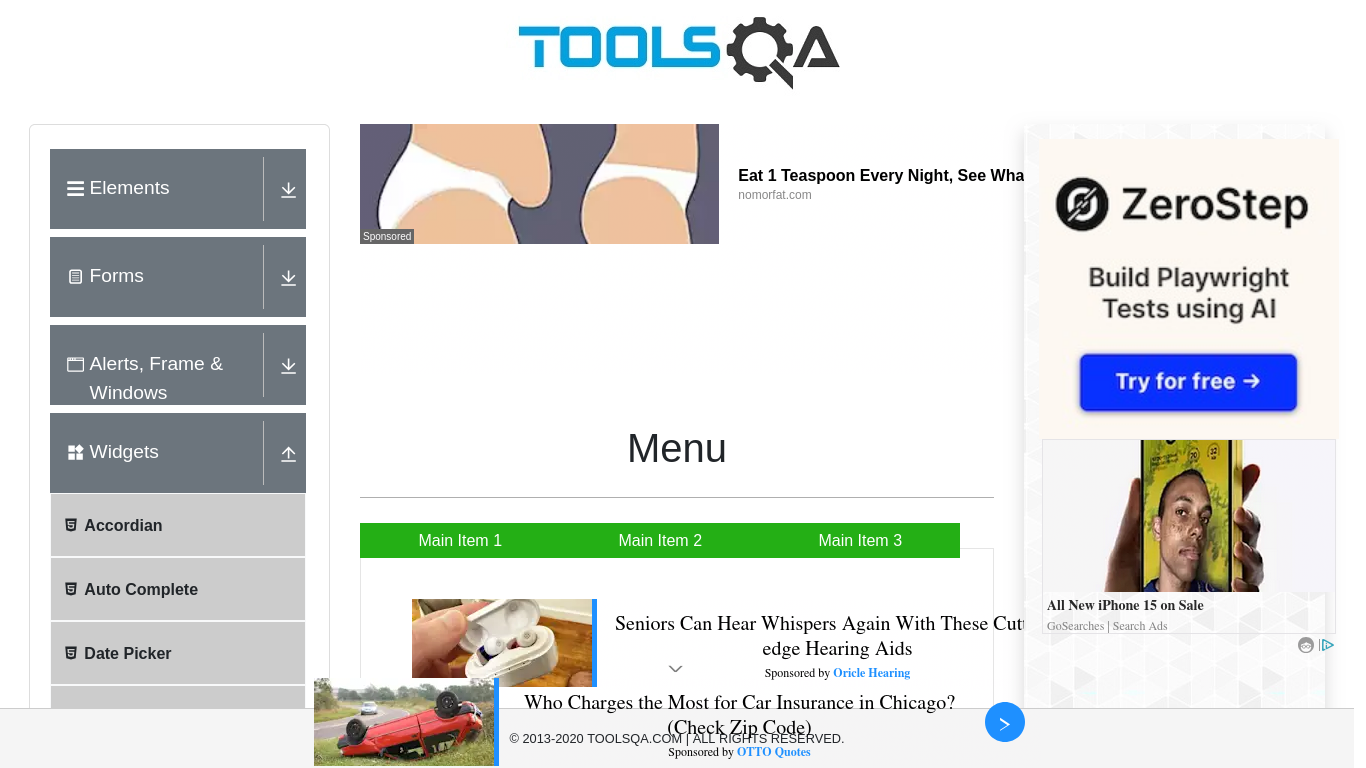 TOOLSQA
Elements
Forms
Alerts, Frame &
Windows
Widgets
Accordian
Auto Complete
Date Picker
Sponsored
Eat 1 Teaspoon Every Night, See Wha
nomorfat.com
Menu
Main Item 1
Main Item 2
Main Item 3
Seniors Can Hear Whispers Again With These Cut
edge Hearing Aids
Sponsored by Oricle Hearing
Who Charges the Most for Car Insurance in Chicago?
(Check Zip Code)
Sponsored by OTTO Quotes
© 2013-2020 TOOLSQA.COM | ALL RIGHTS RESERVED.
ZeroStep
Build Playwright
Tests using AI
Try for free →
All New iPhone 15 on Sale
GoSearches | Search Ads